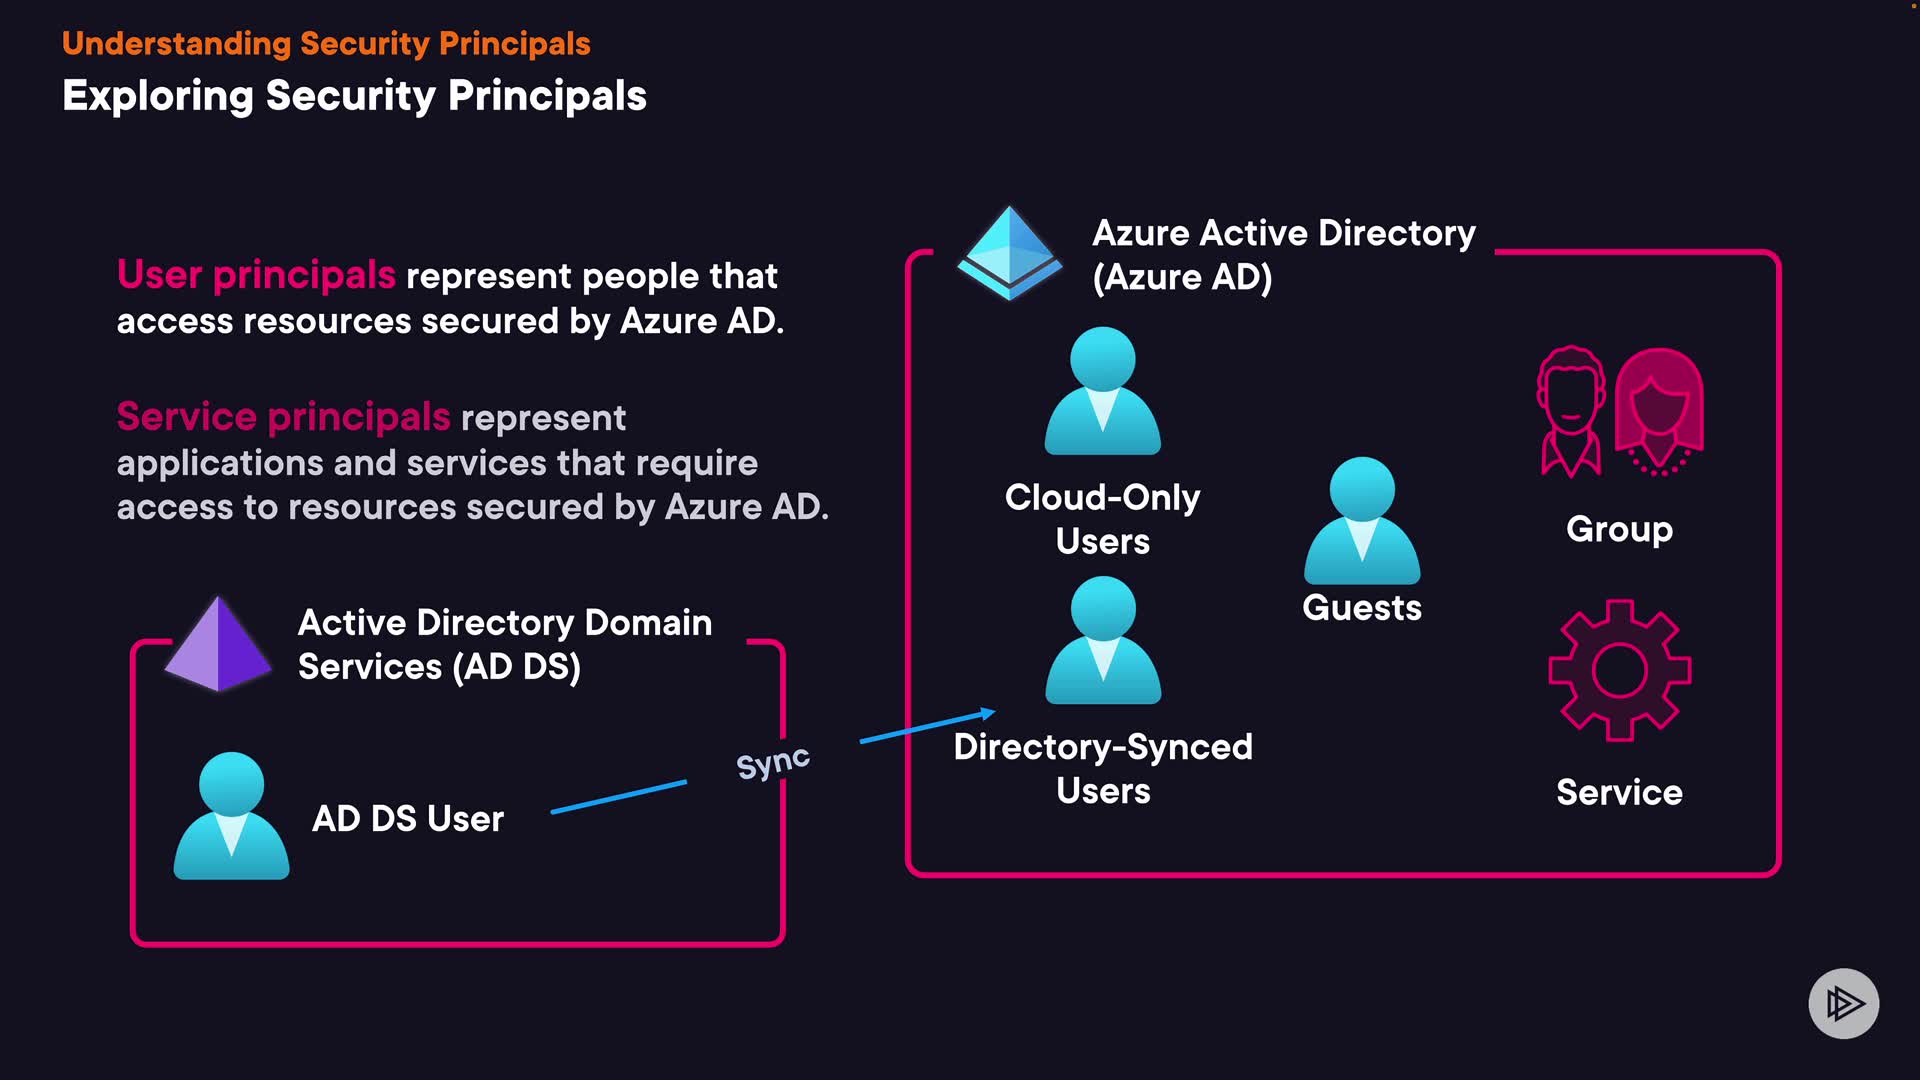 Understanding Security Principals
Exploring Security Principals
User principals represent people that
access resources secured by Azure AD.
Service principals represent
applications and services that require
access to resources secured by Azure AD.
Active Directory Domain
Services (AD DS)
AD DS User
Sync
Azure Active Directory
(Azure AD)
Cloud-Only
Users
Directory-Synced
Users
Guests
Group
Service